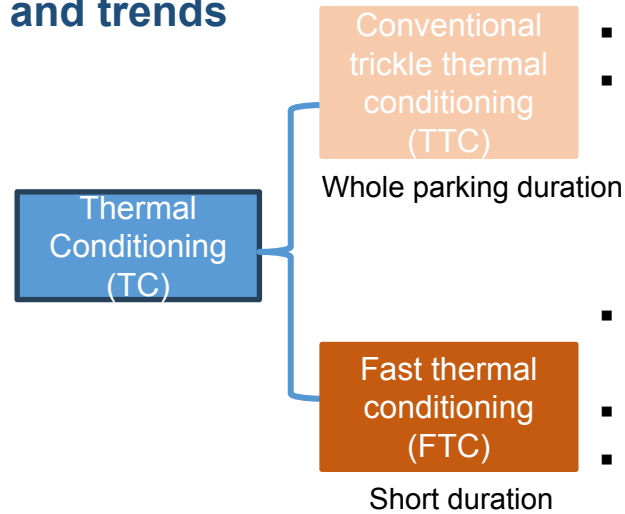 and trends
Conventional
trickle thermal
conditioning
(TTC)
Whole parking duration
Thermal
Conditioning
(TC)
Fast thermal
conditioning
(FTC)
Short duration